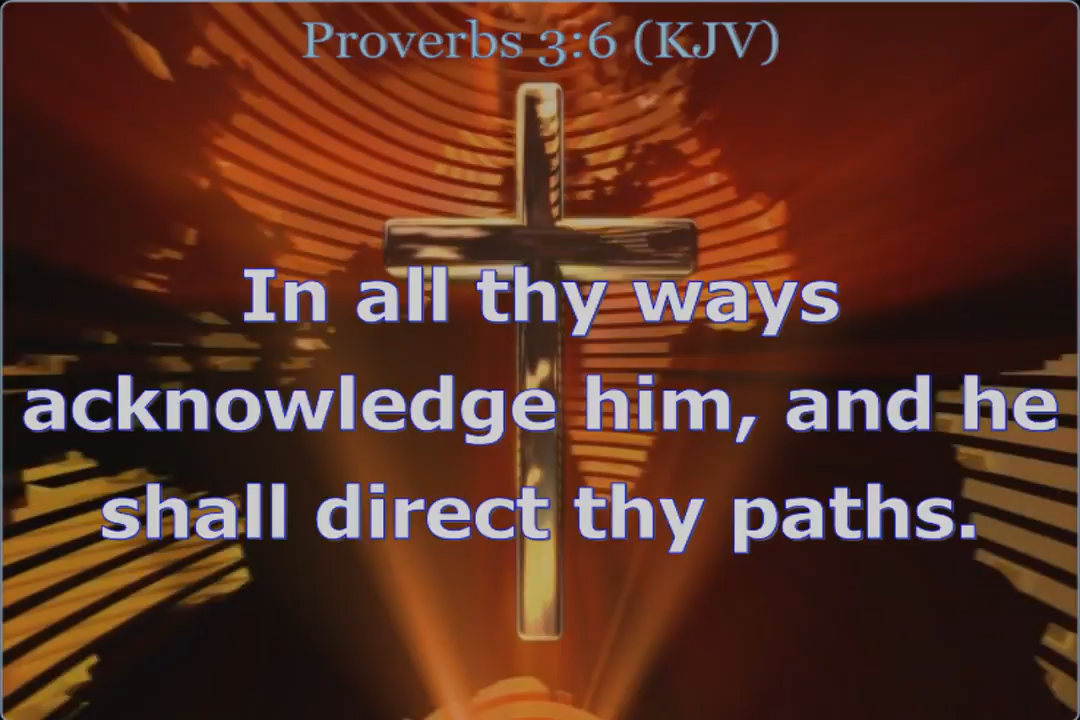 Proverbs 3:6 (KJV)
In all thy ways
acknowledge him, and he
shall direct thy paths.